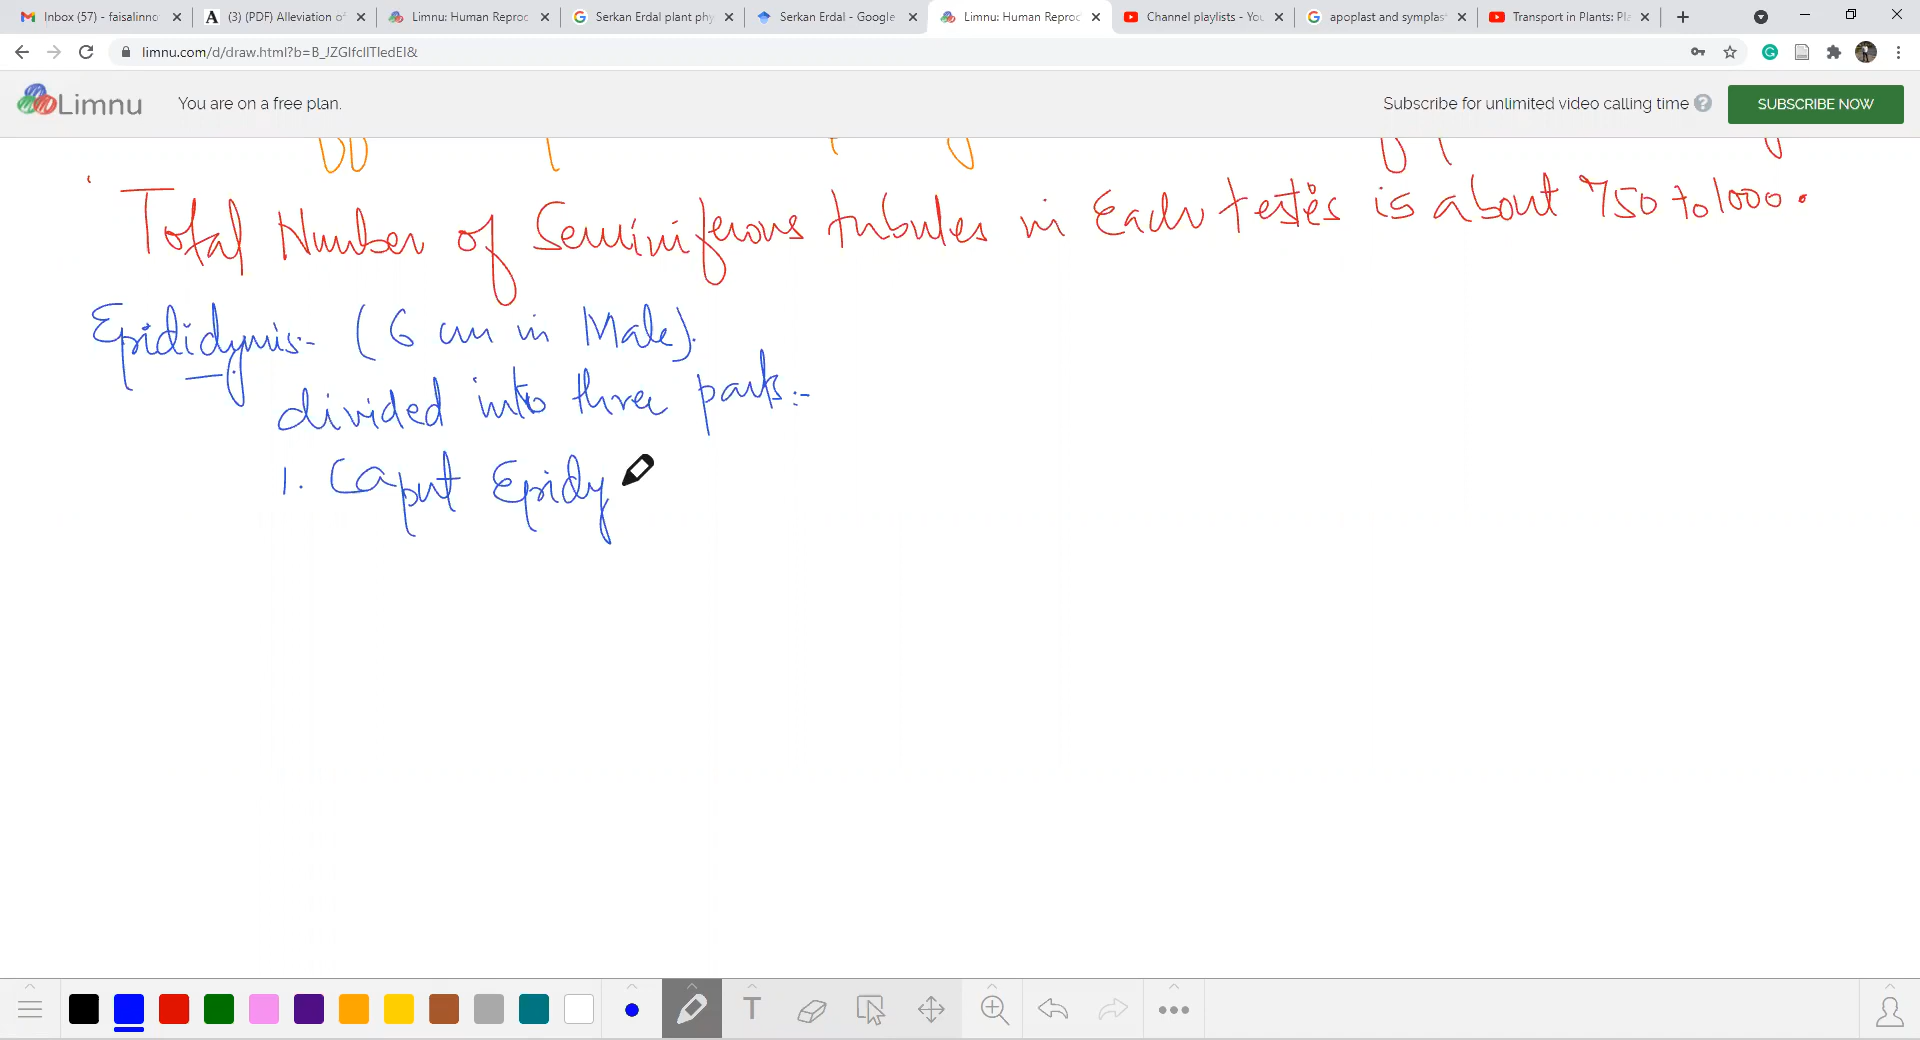 Inbox (57) - faisalinno
(3) (PDF) Alleviation of
Limnu: Human Reproc
Serkan Erdal plant phy
Serkan Erdal - Google
Limnu: Human Reproc
Channel playlists - You
apoplast and symplas
Transport in Plants: Pla
limnu.com/d/draw.html?b=B_JZGlfcllTledEI&
Limnu
You are on a free plan.
Subscribe for unlimited video calling time ?
SUBSCRIBE NOW
Total Number of Seminiferous tubules in Each testes is about 750 to 1000.
Epididymis:- (6 cm in Male).
divided into three parts:-
1. Caput Epidy
T